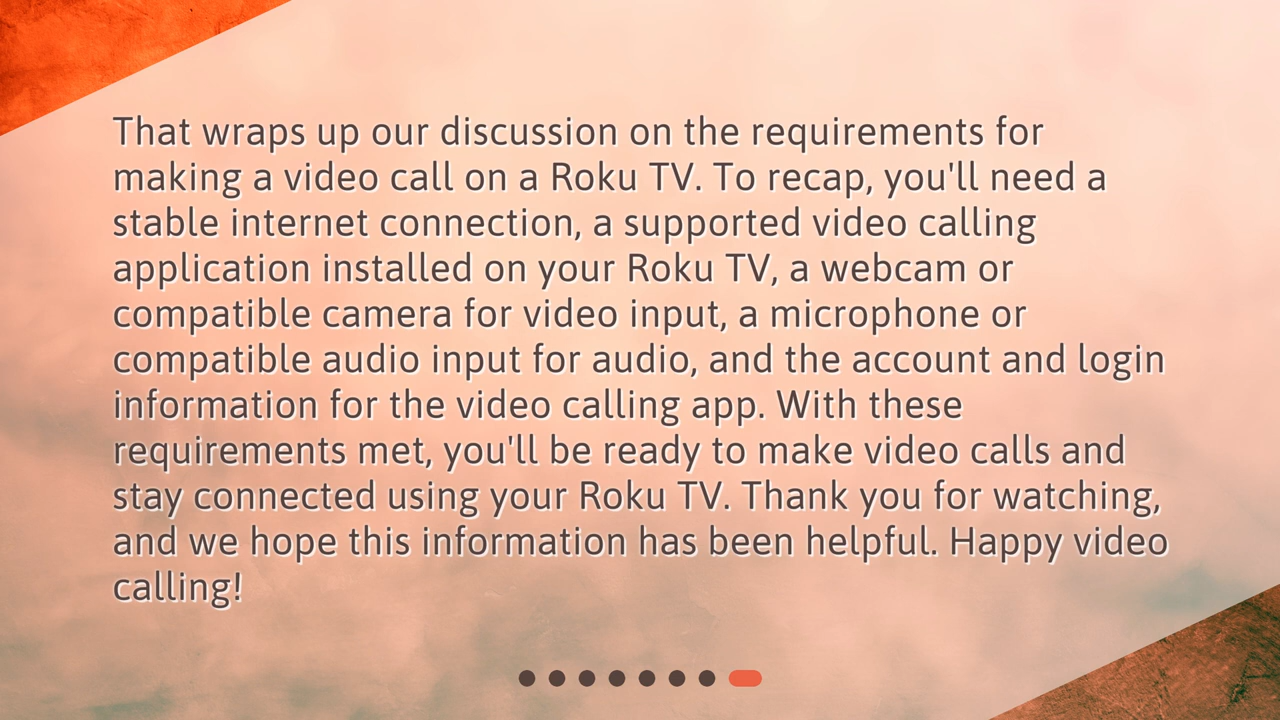 That wraps up our discussion on the requirements for
making a video call on a Roku TV. To recap, you'll need a
stable internet connection, a supported video calling
application installed on your Roku TV, a webcam or
compatible camera for video input, a microphone or
compatible audio input for audio, and the account and login
information for the video calling app. With these
requirements met, you'll be ready to make video calls and
stay connected using your Roku TV. Thank you for watching,
and we hope this information has been helpful. Happy video
calling!